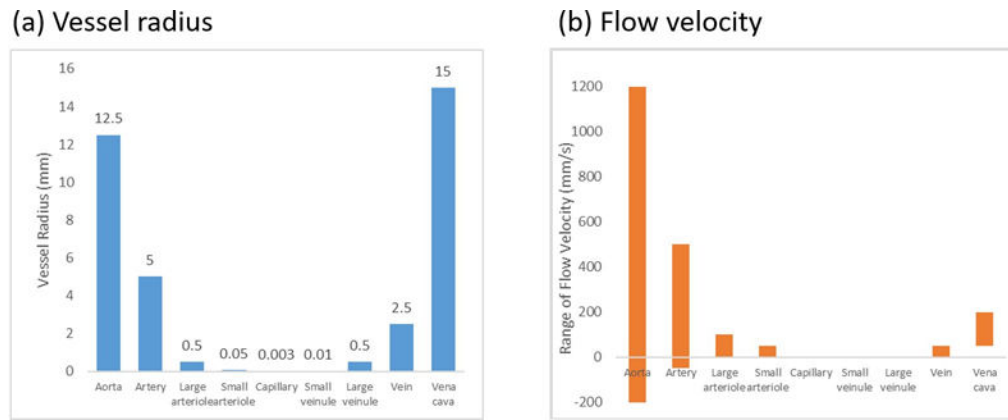 (a) Vessel radius
16
14
12
10
8
6
4
2
0
Vessel Radius (mm)
12.5
5
0.5
0.05
0.003
0.01
0.5
2.5
15
Aorta
Artery
Large
arteriole
Small
arteriole
Capillary
Small
veinule
Large
veinule
Vein
Vena
cava
(b) Flow velocity
1200
1000
800
600
400
200
0
-200
Range of Flow Velocity (mm/s)
Aorta
Artery
Large
arteriole
Small
arteriole
Capillary
Small
veinule
Large
veinule
Vein
Vena
cava